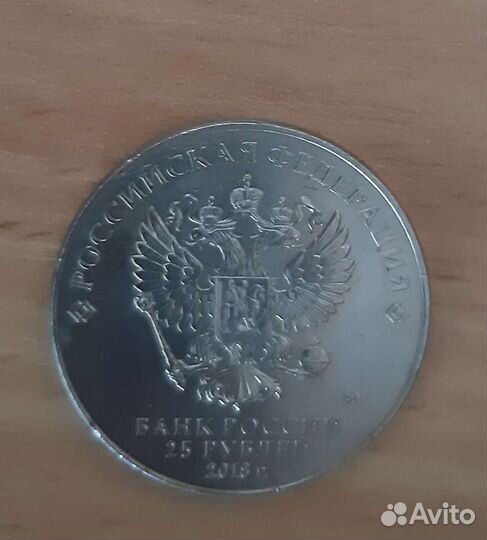 РОССИЙСКАЯ ФЕДЕРАЦИЯ
БАНК РОССИИ
25 РУБЛЕЙ
2018 г.
Avito